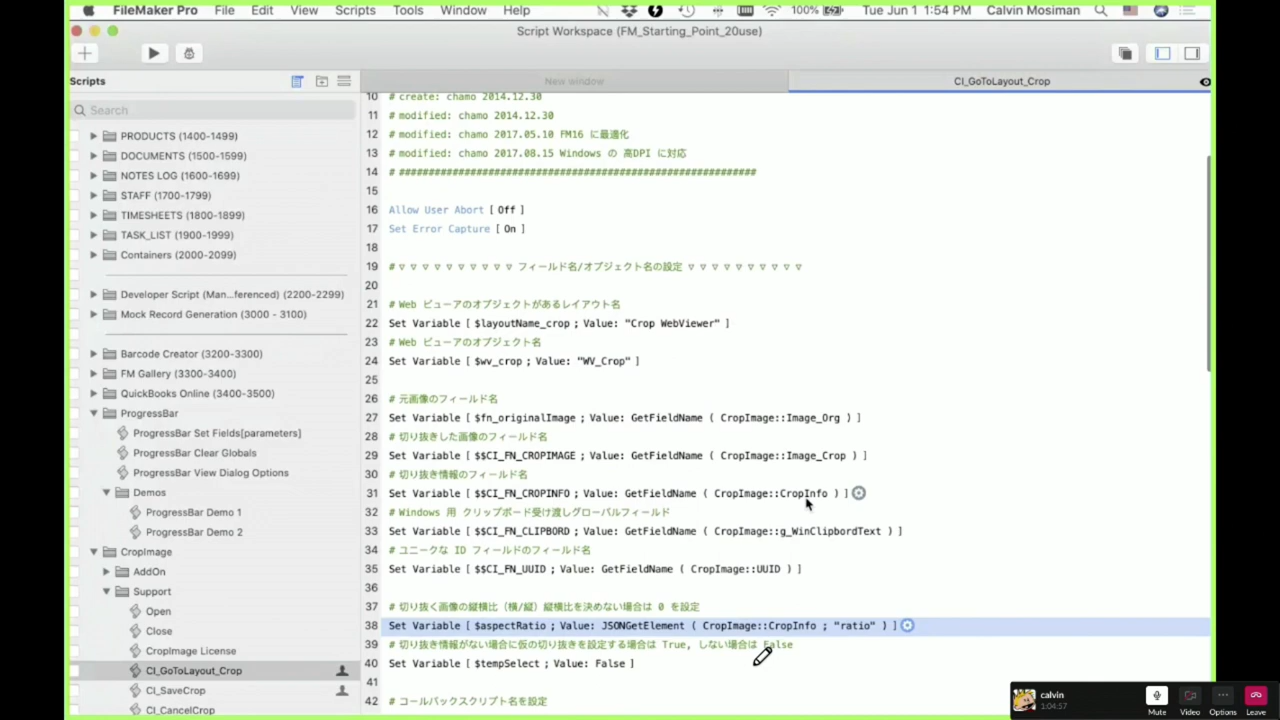 FileMaker Pro File Edit View Scripts Tools Window Help 100% Tue Jun 1 1:54 PM Calvin Mosiman
Script Workspace (FM_Starting_Point_20use)
Scripts
New window
CI_GoToLayout_Crop
Search
PRODUCTS (1400-1499)
DOCUMENTS (1500-1599)
NOTES LOG (1600-1699)
STAFF (1700-1799)
TIMESHEETS (1800-1899)
TASK_LIST (1900-1999)
Containers (2000-2099)
Developer Script (Man...ferenced) (2200-2299)
Mock Record Generation (3000 - 3100)
Barcode Creator (3200-3300)
FM Gallery (3300-3400)
QuickBooks Online (3400-3500)
ProgressBar
ProgressBar Set Fields[parameters]
ProgressBar Clear Globals
ProgressBar View Dialog Options
Demos
ProgressBar Demo 1
ProgressBar Demo 2
CropImage
AddOn
Support
Open
Close
CropImage License
CI_GoToLayout_Crop
CI_SaveCrop
CI_CancelCrop
10 # create: chamo 2014.12.30
11 # modified: chamo 2014.12.30
12 # modified: chamo 2017.05.10 FM16 に最適化
13 # modified: chamo 2017.08.15 Windows の 高DPI に対応
14 # ############################################################
15
16 Allow User Abort [ Off ]
17 Set Error Capture [ On ]
18
19 # ▽ ▽ ▽ ▽ ▽ ▽ ▽ ▽ ▽ ▽ フィールド名/オブジェクト名の設定 ▽ ▽ ▽ ▽ ▽ ▽ ▽ ▽ ▽ ▽
20
21 # Web ビューアのオブジェクトがあるレイアウト名
22 Set Variable [ $layoutName_crop ; Value: "Crop WebViewer" ]
23 # Web ビューアのオブジェクト名
24 Set Variable [ $wv_crop ; Value: "WV_Crop" ]
25
26 # 元画像のフィールド名
27 Set Variable [ $fn_originalImage ; Value: GetFieldName ( CropImage::Image_Org ) ]
28 # 切り抜きした画像のフィールド名
29 Set Variable [ $$CI_FN_CROPIMAGE ; Value: GetFieldName ( CropImage::Image_Crop ) ]
30 # 切り抜き情報のフィールド名
31 Set Variable [ $$CI_FN_CROPINFO ; Value: GetFieldName ( CropImage::CropInfo ) ]
32 # Windows 用 クリップボード受け渡しグローバルフィールド
33 Set Variable [ $$CI_FN_CLIPBORD ; Value: GetFieldName ( CropImage::g_WinClipbordText ) ]
34 # ユニークな ID フィールドのフィールド名
35 Set Variable [ $$CI_FN_UUID ; Value: GetFieldName ( CropImage::UUID ) ]
36
37 # 切り抜く画像の縦横比（横/縦）縦横比を決めない場合は 0 を設定
38 Set Variable [ $aspectRatio ; Value: JSONGetElement ( CropImage::CropInfo ; "ratio" ) ]
39 # 切り抜き情報がない場合に仮の切り抜きを設定する場合は True, しない場合は False
40 Set Variable [ $tempSelect ; Value: False ]
41
42 # コールバックスクリプト名を設定
calvin
1:04:57
Mute Video Options Leave